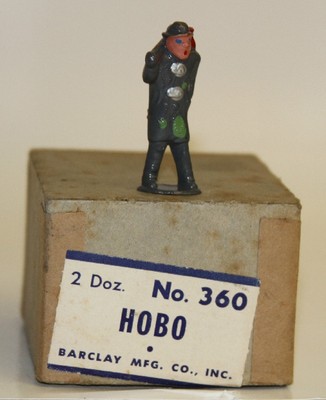 2 Doz. No. 360
HOBO
•
BARCLAY MFG. CO., INC.